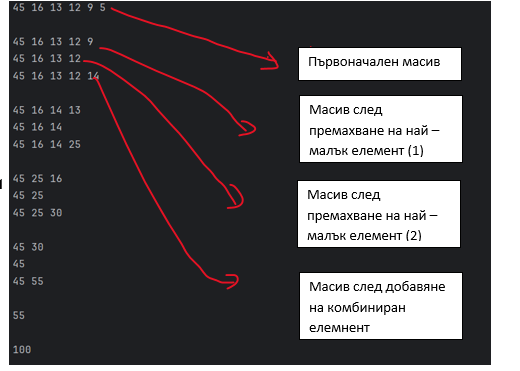 45 16 13 12 9 5
45 16 13 12 9
45 16 13 12
45 16 13 12 14
45 16 14 13
45 16 14
45 16 14 25
45 25 16
45 25
45 25 30
45 30
45
45 55
55
100
Първоначален масив
Масив след
премахване на най –
малък елемент (1)
Масив след
премахване на най –
малък елемент (2)
Масив след добавяне
на комбиниран
елемнент